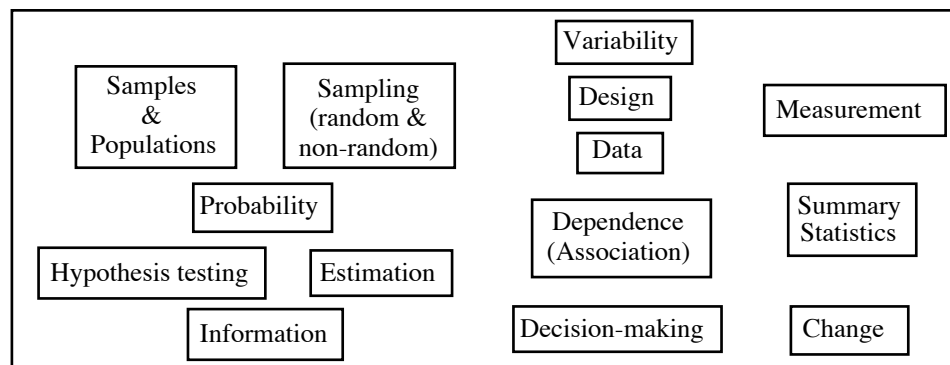 Variability
Samples
&
Populations
Sampling
(random &
non-random)
Design
Measurement
Data
Probability
Dependence
(Association)
Summary
Statistics
Hypothesis testing
Estimation
Information
Decision-making
Change